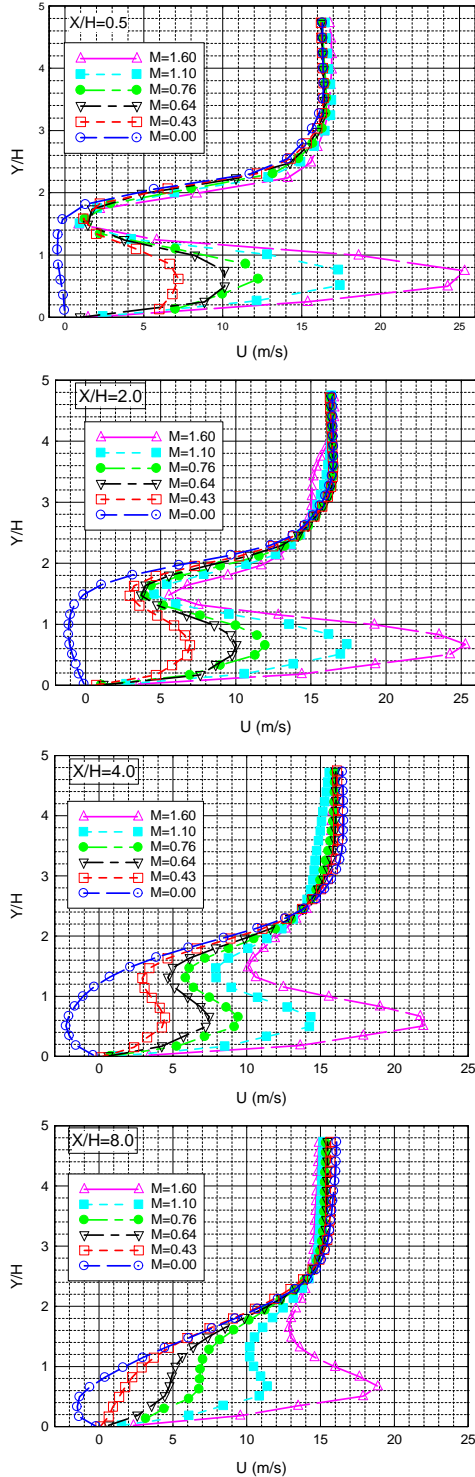 X/H=0.5
M=1.60
M=1.10
M=0.76
M=0.64
M=0.43
M=0.00
Y/H
5
4
3
2
1
0
0 5 10 15 20 25
U (m/s)
X/H=2.0
M=1.60
M=1.10
M=0.76
M=0.64
M=0.43
M=0.00
Y/H
5
4
3
2
1
0
0 5 10 15 20 25
U (m/s)
X/H=4.0
M=1.60
M=1.10
M=0.76
M=0.64
M=0.43
M=0.00
Y/H
5
4
3
2
1
0
0 5 10 15 20 25
U (m/s)
X/H=8.0
M=1.60
M=1.10
M=0.76
M=0.64
M=0.43
M=0.00
Y/H
5
4
3
2
1
0
0 5 10 15 20 25
U (m/s)